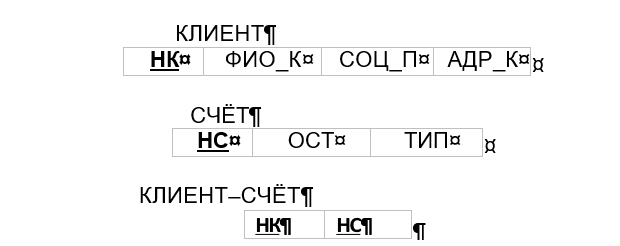 КЛИЕНТ¶
НК¤ ФИО_К¤ СОЦ_П¤ АДР_К¤ ¤
СЧЁТ¶
НС¤ ОСТ¤ ТИП¤ ¤
КЛИЕНТ–СЧЁТ¶
НК¶ НС¶ ¶